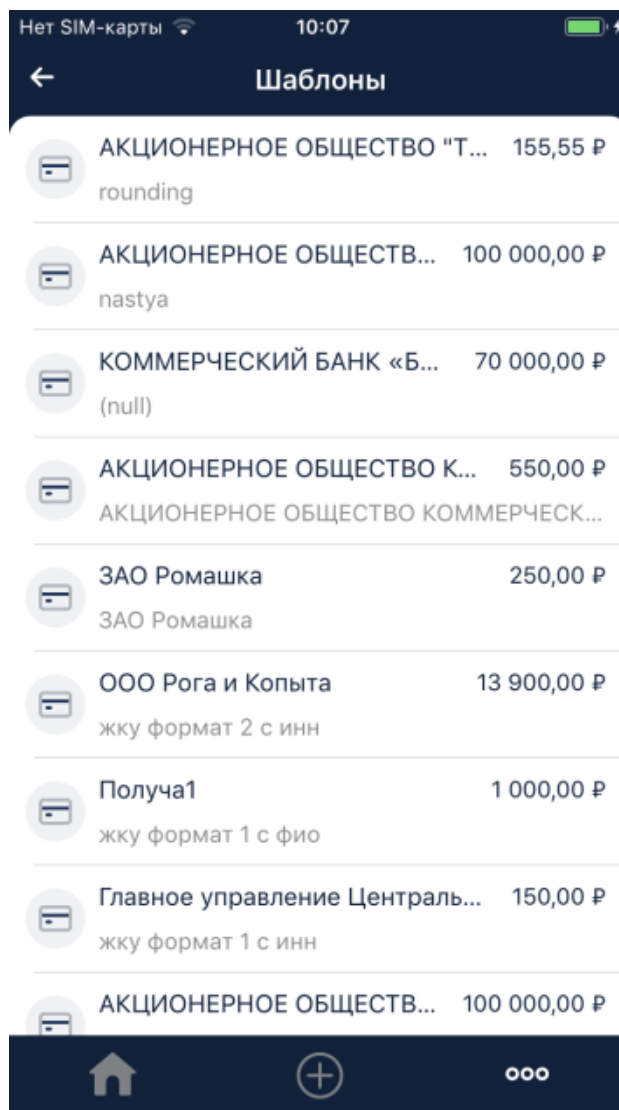 Нет SIM-карты 10:07
Шаблоны
АКЦИОНЕРНОЕ ОБЩЕСТВО "Т... 155,55 ₽
rounding
АКЦИОНЕРНОЕ ОБЩЕСТВ... 100 000,00 ₽
nastya
КОММЕРЧЕСКИЙ БАНК «Б... 70 000,00 ₽
(null)
АКЦИОНЕРНОЕ ОБЩЕСТВО К... 550,00 ₽
АКЦИОНЕРНОЕ ОБЩЕСТВО КОММЕРЧЕСК...
ЗАО Ромашка 250,00 ₽
ЗАО Ромашка
ООО Рога и Копыта 13 900,00 ₽
жку формат 2 с инн
Получа1 1 000,00 ₽
жку формат 1 с фио
Главное управление Централь... 150,00 ₽
жку формат 1 с инн
АКЦИОНЕРНОЕ ОБЩЕСТВ... 100 000,00 ₽